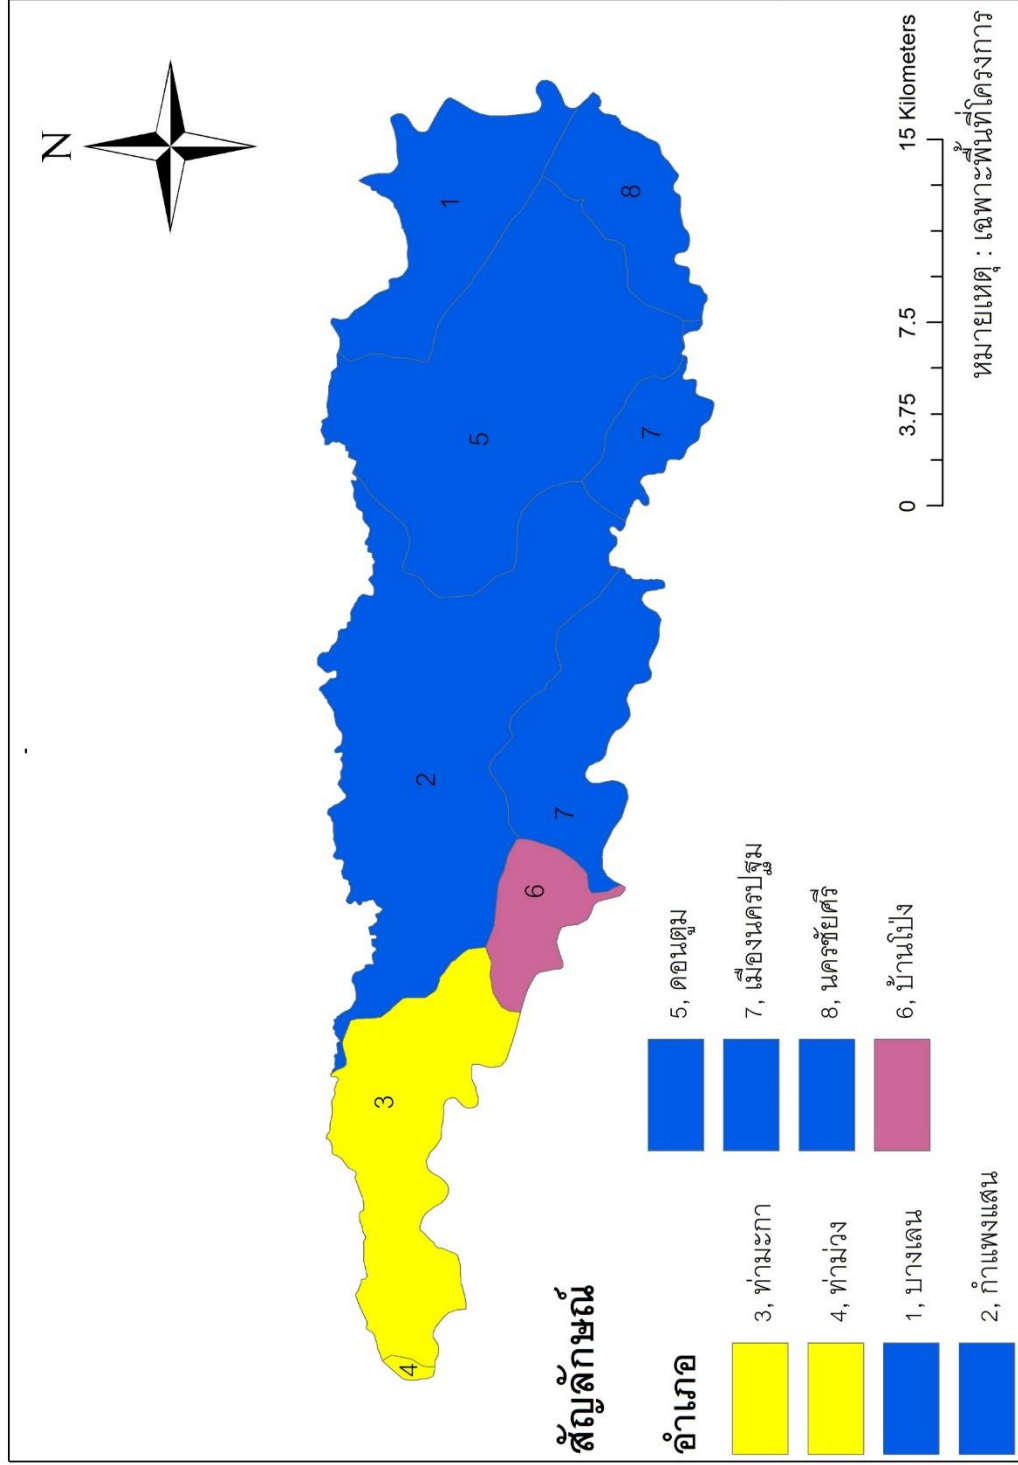 N
1
2
3
4
5
6
7
7
8
สัญลักษณ์
อำเภอ
3, ท่ามะกา
4, ท่าม่วง
1, บางเลน
2, กำแพงแสน
5, ดอนตูม
7, เมืองนครปฐม
8, นครชัยศรี
6, บ้านโป่ง
0 3.75 7.5 15 Kilometers
หมายเหตุ : เฉพาะพื้นที่โครงการ